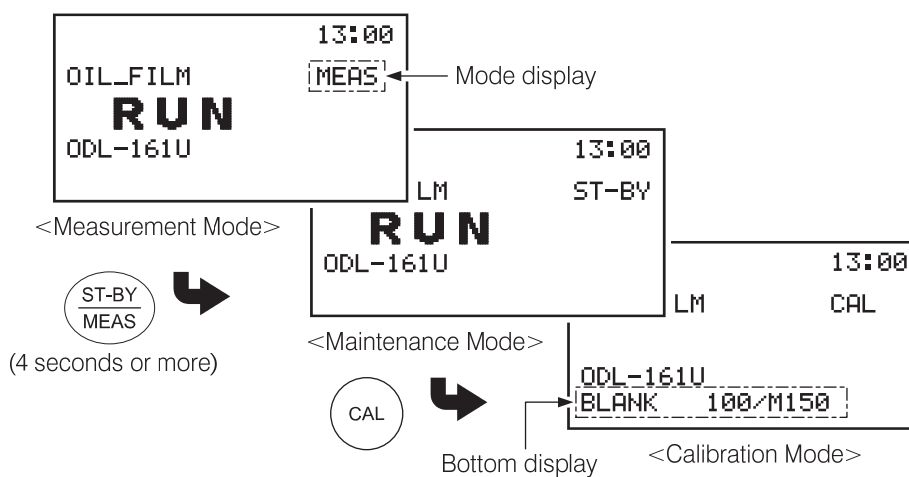 13:00
OIL_FILM MEAS
Mode display
RUN
ODL-161U
<Measurement Mode>
13:00
LM ST-BY
RUN
ODL-161U
<Maintenance Mode>
ST-BY
MEAS
(4 seconds or more)
13:00
LM CAL
ODL-161U
BLANK 100/M150
<Calibration Mode>
CAL
Bottom display